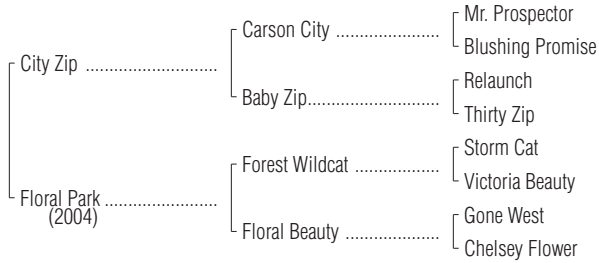 Mr. Prospector
Carson City ....................
Blushing Promise
City Zip .........................
Relaunch
Baby Zip.........................
Thirty Zip
Storm Cat
Forest Wildcat ................
Victoria Beauty
Floral Park .....................
(2004)
Gone West
Floral Beauty ..................
Chelsey Flower